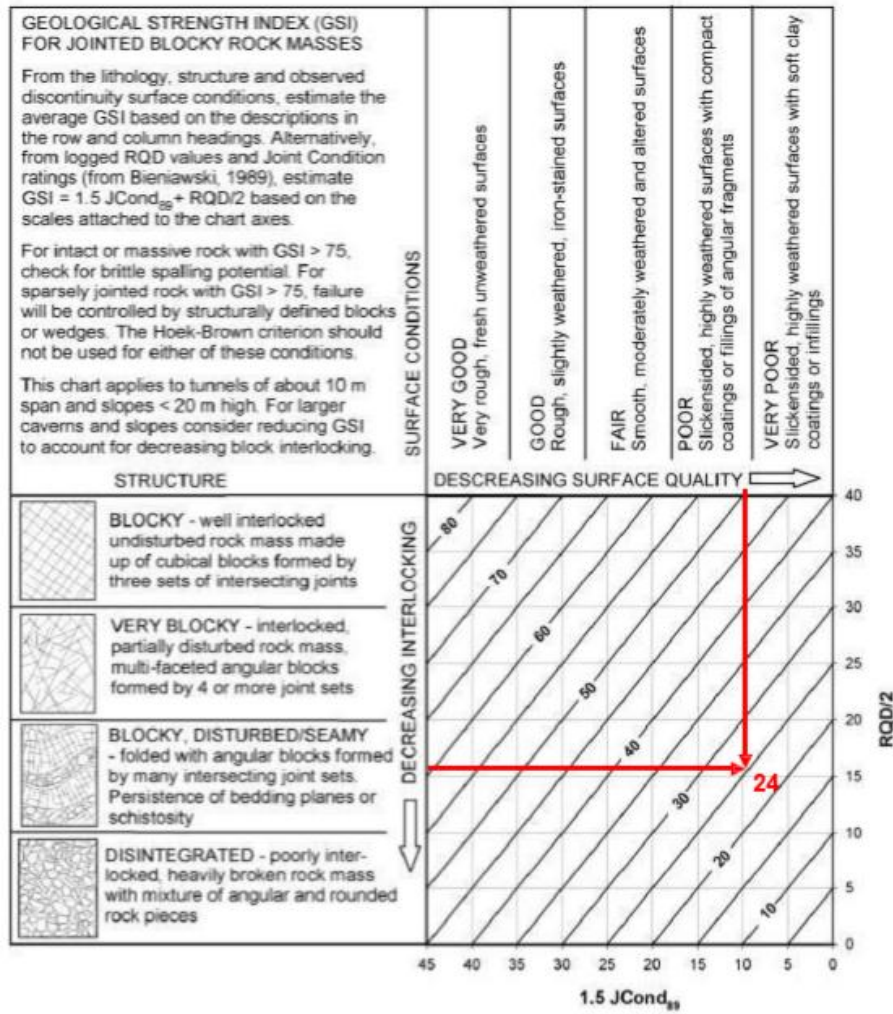 GEOLOGICAL STRENGTH INDEX (GSI)
FOR JOINTED BLOCKY ROCK MASSES
From the lithology, structure and observed
discontinuity surface conditions, estimate the
average GSI based on the descriptions in
the row and column headings. Alternatively,
from logged RQD values and Joint Condition
ratings (from Bieniawski, 1989), estimate
GSI = 1.5 JCond89 + RQD/2 based on the
scales attached to the chart axes.
For intact or massive rock with GSI > 75,
check for brittle spalling potential. For
sparsely jointed rock with GSI > 75, failure
will be controlled by structurally defined blocks
or wedges. The Hoek-Brown criterion should
not be used for either of these conditions.
This chart applies to tunnels of about 10 m
span and slopes < 20 m high. For larger
caverns and slopes consider reducing GSI
to account for decreasing block interlocking.
SURFACE CONDITIONS
VERY GOOD
Very rough, fresh unweathered surfaces
GOOD
Rough, slightly weathered, iron-stained surfaces
FAIR
Smooth, moderately weathered and altered surfaces
POOR
Slickensided, highly weathered surfaces with compact
coatings or fillings of angular fragments
VERY POOR
Slickensided, highly weathered surfaces with soft clay
coatings or infillings
STRUCTURE
DESCREASING SURFACE QUALITY
BLOCKY - well interlocked
undisturbed rock mass made
up of cubical blocks formed by
three sets of intersecting joints
VERY BLOCKY - interlocked,
partially disturbed rock mass,
multi-faceted angular blocks
formed by 4 or more joint sets
BLOCKY, DISTURBED/SEAMY
- folded with angular blocks formed
by many intersecting joint sets.
Persistence of bedding planes or
schistosity
DISINTEGRATED - poorly inter-
locked, heavily broken rock mass
with mixture of angular and rounded
rock pieces
DECREASING INTERLOCKING
80
70
60
50
40
30
20
10
24
40
35
30
25
20
15
10
5
0
RQD/2
45 40 35 30 25 20 15 10 5 0
1.5 JCond89